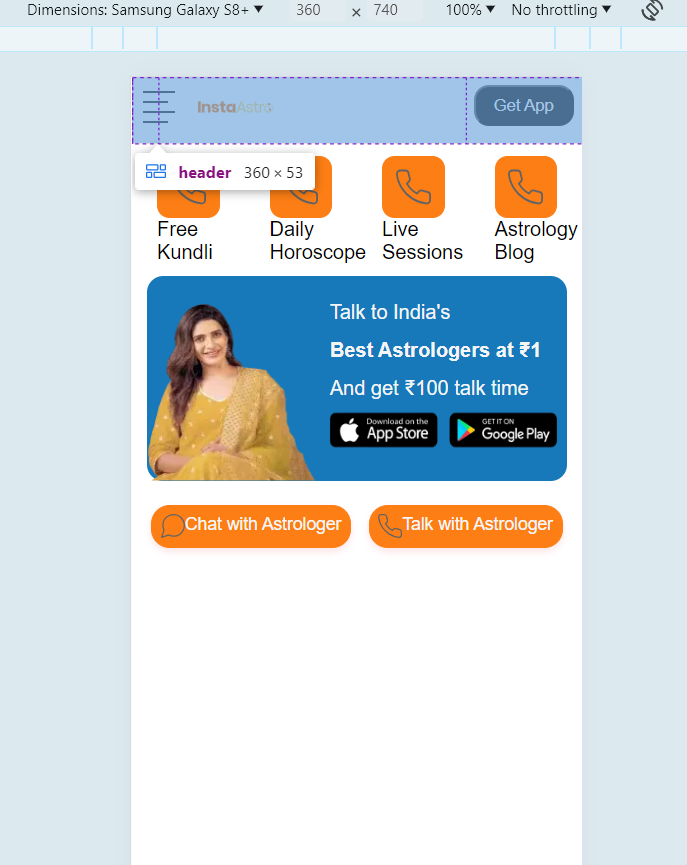 Dimensions: Samsung Galaxy S8+ ▼ 360 × 740 100% ▼ No throttling ▼
InstaAstro Get App
header 360 × 53
Free Kundli
Daily Horoscope
Live Sessions
Astrology Blog
Talk to India's
Best Astrologers at ₹1
And get ₹100 talk time
Download on the App Store
GET IT ON Google Play
Chat with Astrologer
Talk with Astrologer